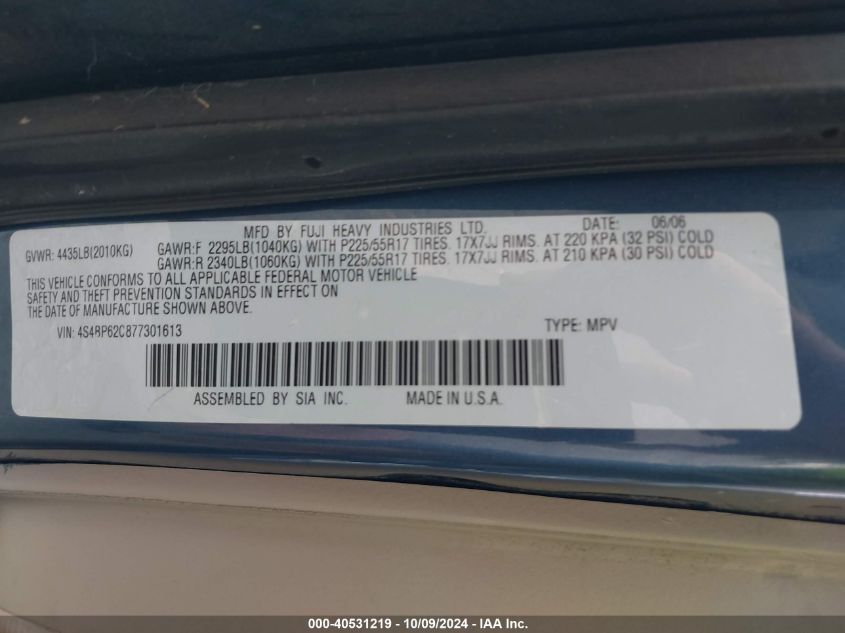 MFD BY FUJI HEAVY INDUSTRIES LTD. DATE: 06/06
GVWR: 4435LB(2010KG) GAWR:F 2295LB(1040KG) WITH P225/55R17 TIRES. 17X7JJ RIMS. AT 220 KPA (32 PSI) COLD
GAWR:R 2340LB(1060KG) WITH P225/55R17 TIRES. 17X7JJ RIMS. AT 210 KPA (30 PSI) COLD
THIS VEHICLE CONFORMS TO ALL APPLICABLE FEDERAL MOTOR VEHICLE
SAFETY AND THEFT PREVENTION STANDARDS IN EFFECT ON
THE DATE OF MANUFACTURE SHOWN ABOVE.
VIN: 4S4BP62C877301613 TYPE: MPV
ASSEMBLED BY SIA INC. MADE IN U.S.A.
000-40531219 - 10/09/2024 - IAA Inc.